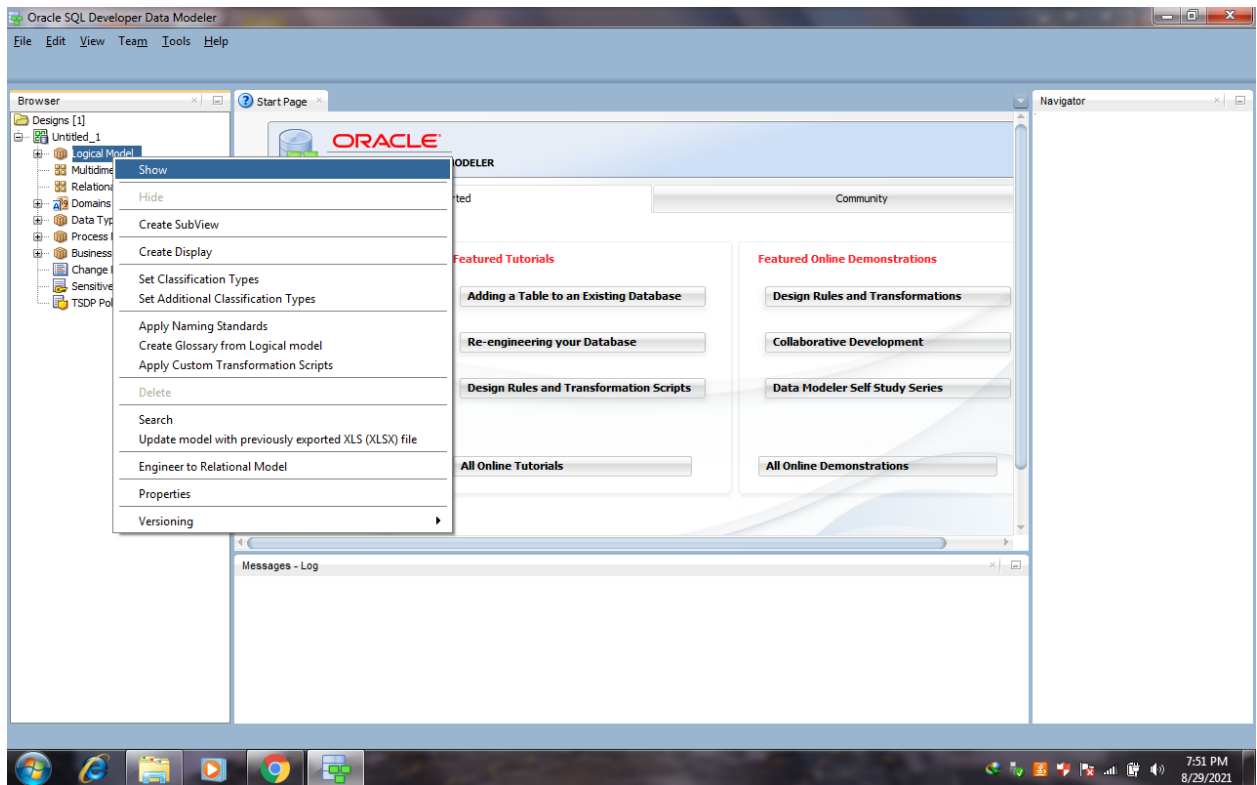 Oracle SQL Developer Data Modeler
File Edit View Team Tools Help
Browser
Designs [1]
Untitled_1
Logical Model
Multidime
Relationa
Domains
Data Typ
Process
Business
Change
Sensitive
TSDP Pol
Show
Hide
Create SubView
Create Display
Set Classification Types
Set Additional Classification Types
Apply Naming Standards
Create Glossary from Logical model
Apply Custom Transformation Scripts
Delete
Search
Update model with previously exported XLS (XLSX) file
Engineer to Relational Model
Properties
Versioning
Start Page
ORACLE
ODELER
rted
Community
Featured Tutorials
Adding a Table to an Existing Database
Re-engineering your Database
Design Rules and Transformation Scripts
All Online Tutorials
Featured Online Demonstrations
Design Rules and Transformations
Collaborative Development
Data Modeler Self Study Series
All Online Demonstrations
Messages - Log
Navigator
7:51 PM
8/29/2021